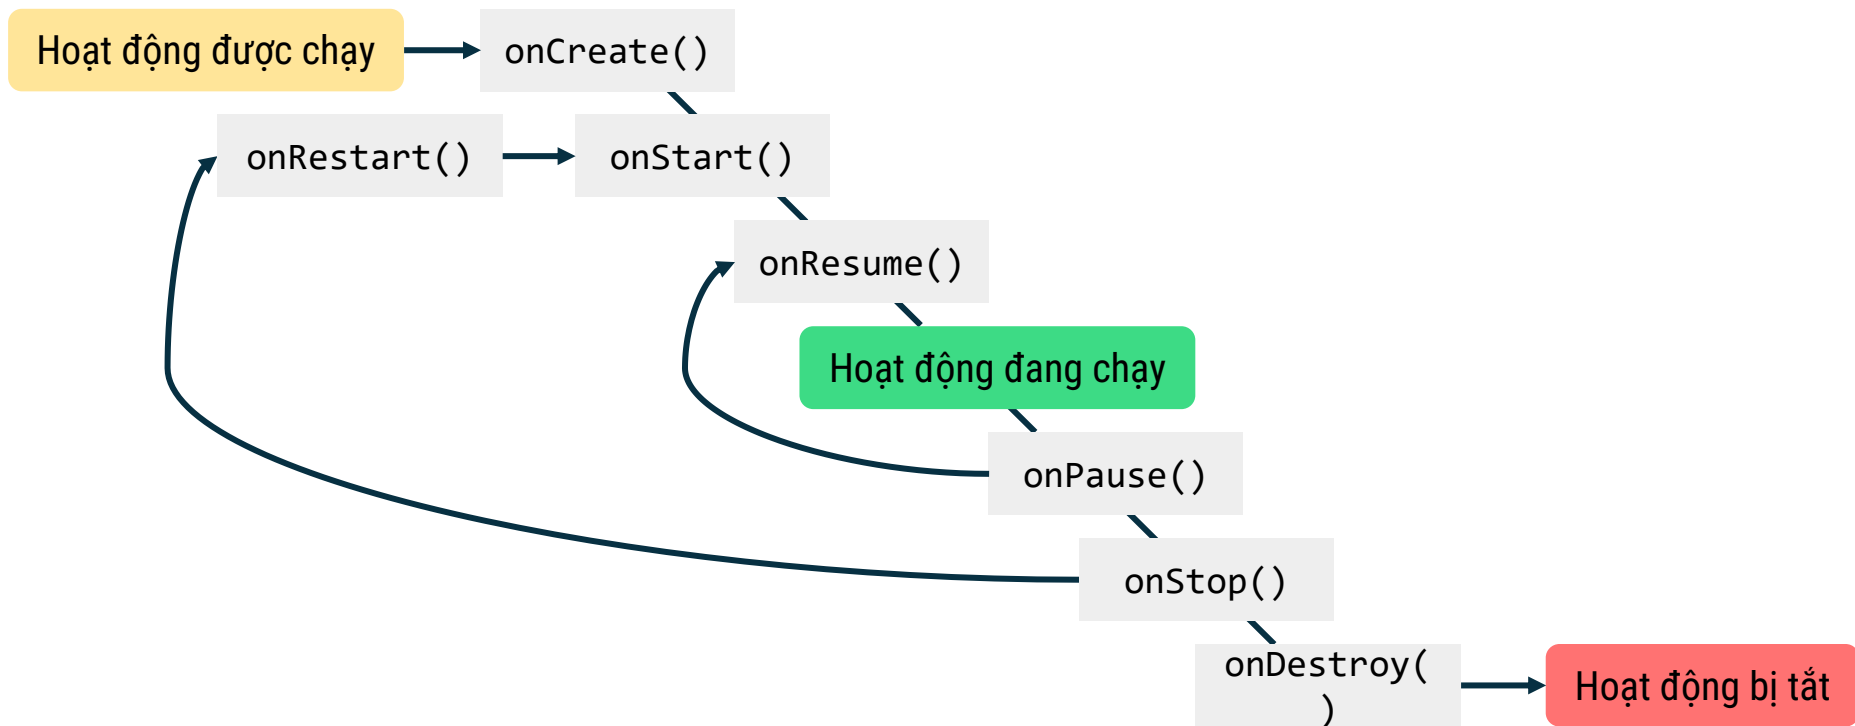 Hoạt động được chạy
onCreate()
onRestart()
onStart()
onResume()
Hoạt động đang chạy
onPause()
onStop()
onDestroy(
)
Hoạt động bị tắt